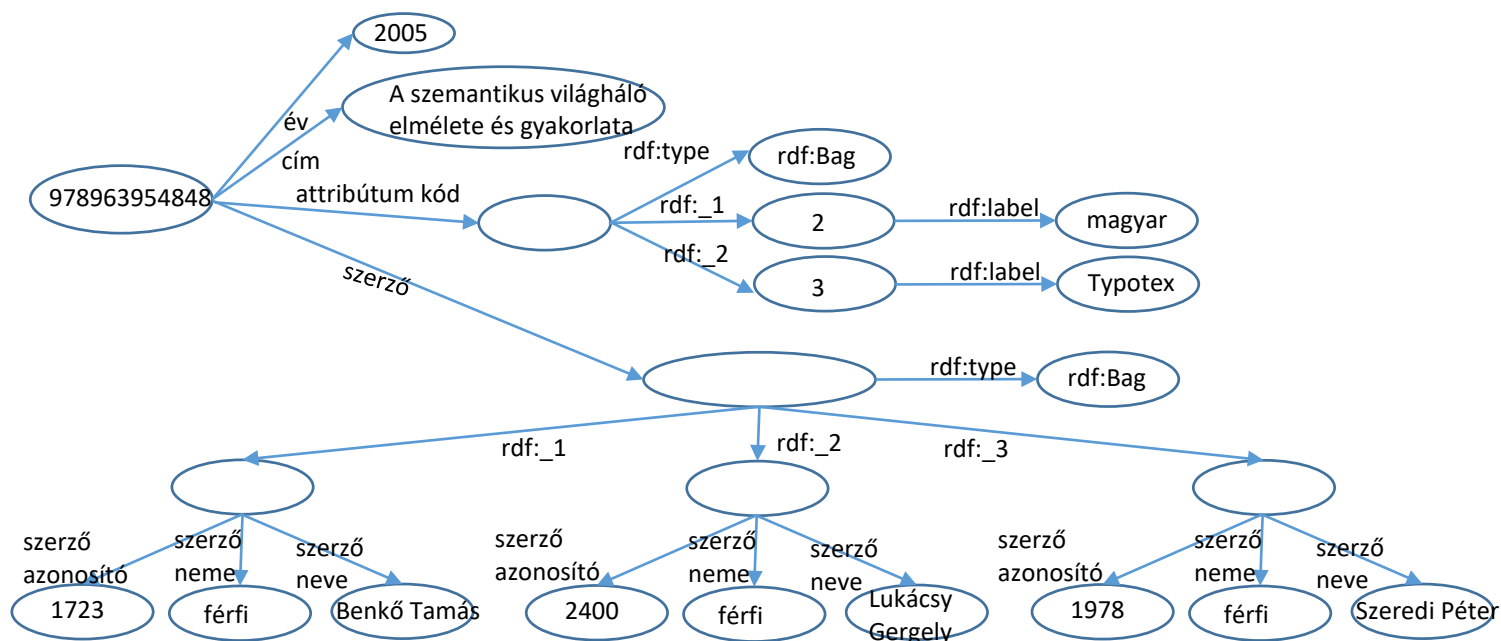 2005
A szemantikus világháló
elmélete és gyakorlata
év
cím
rdf:type
rdf:Bag
978963954848
attribútum kód
rdf:_1
2
rdf:label
magyar
rdf:_2
3
rdf:label
Typotex
szerző
rdf:type
rdf:Bag
rdf:_1
rdf:_2
rdf:_3
szerző
azonosító
szerző
neme
szerző
neve
1723
férfi
Benkő Tamás
szerző
azonosító
szerző
neme
szerző
neve
2400
férfi
Lukácsy
Gergely
szerző
azonosító
szerző
neme
szerző
neve
1978
férfi
Szeredi Péter